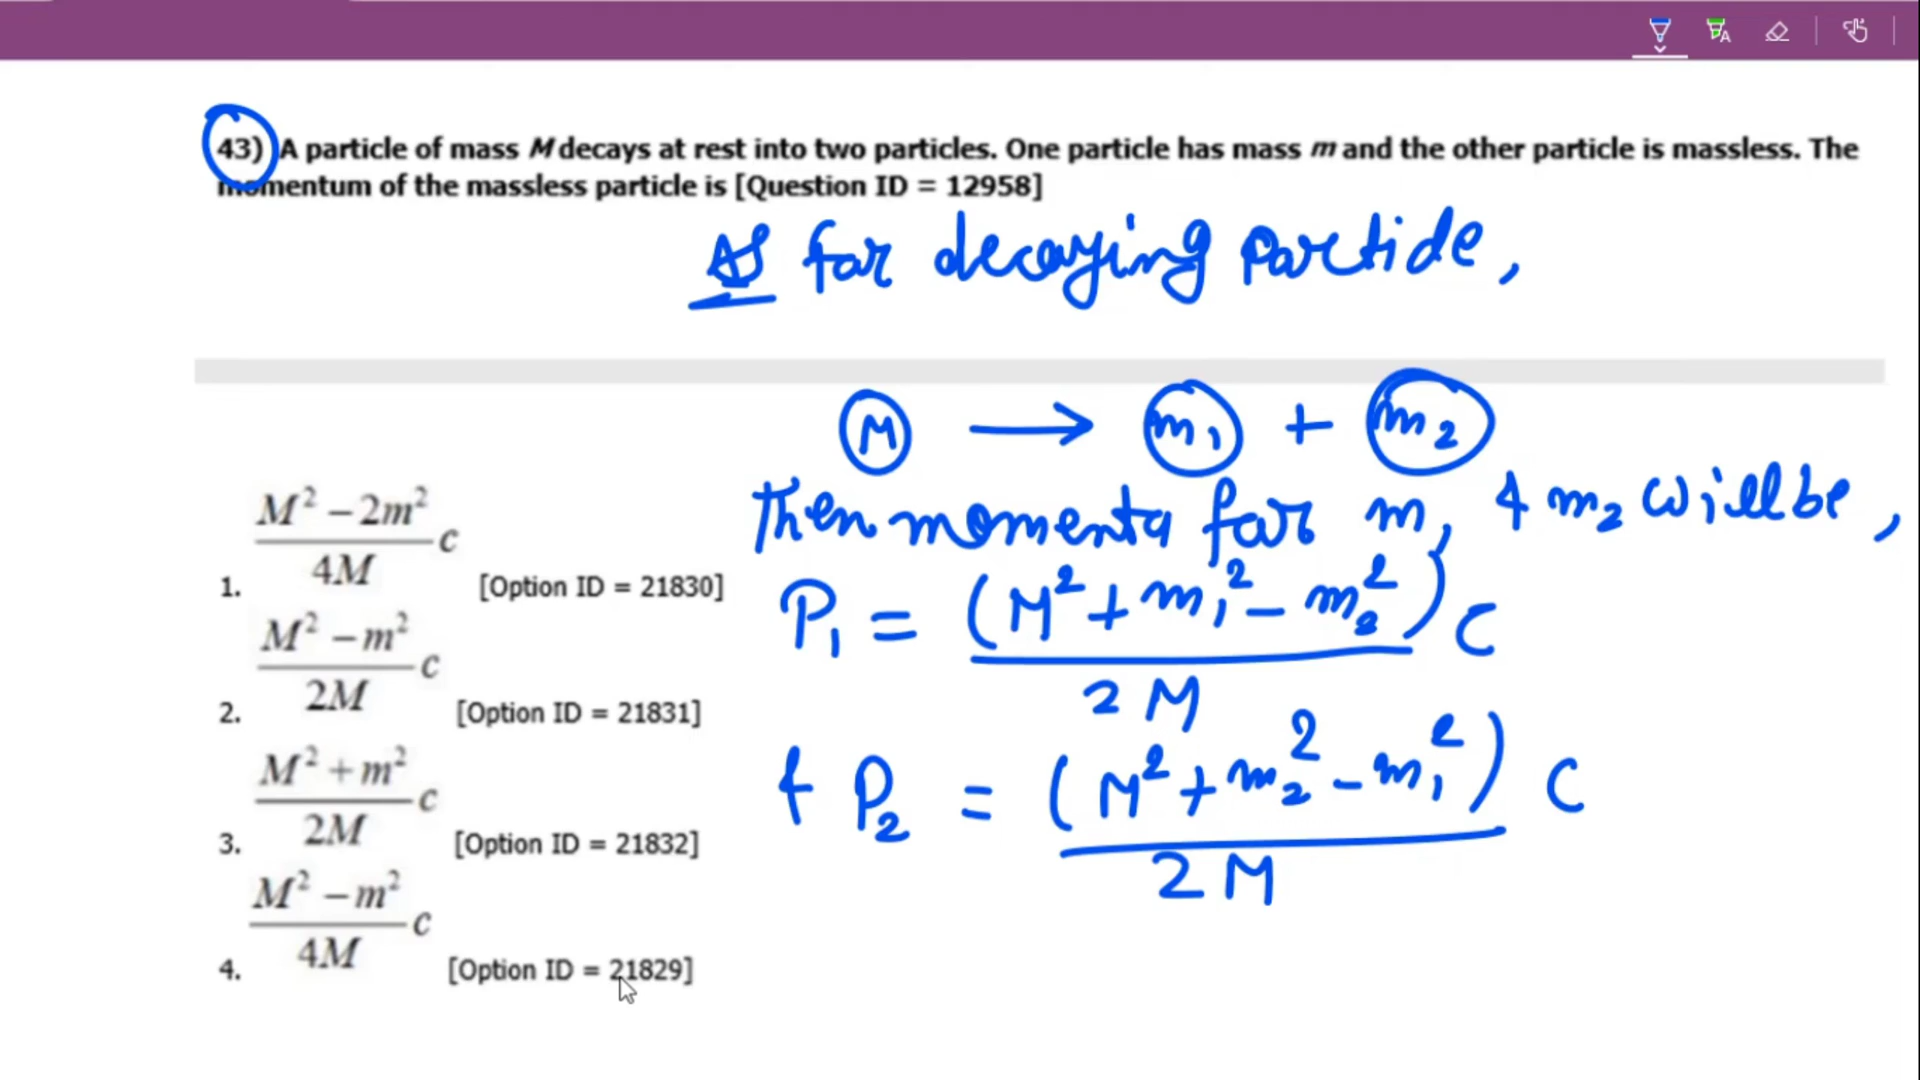 43) A particle of mass M decays at rest into two particles. One particle has mass m and the other particle is massless. The
momentum of the massless particle is [Question ID = 12958]
As for decaying Particle,
M → m₁ + m₂
Then momenta for m₁ & m₂ will be,
P₁ = (M² + m₁² - m₂²) C / 2M
& P₂ = (M² + m₂² - m₁²) C / 2M
1. M² - 2m² / 4M c [Option ID = 21830]
2. M² - m² / 2M c [Option ID = 21831]
3. M² + m² / 2M c [Option ID = 21832]
4. M² - m² / 4M c [Option ID = 21829]